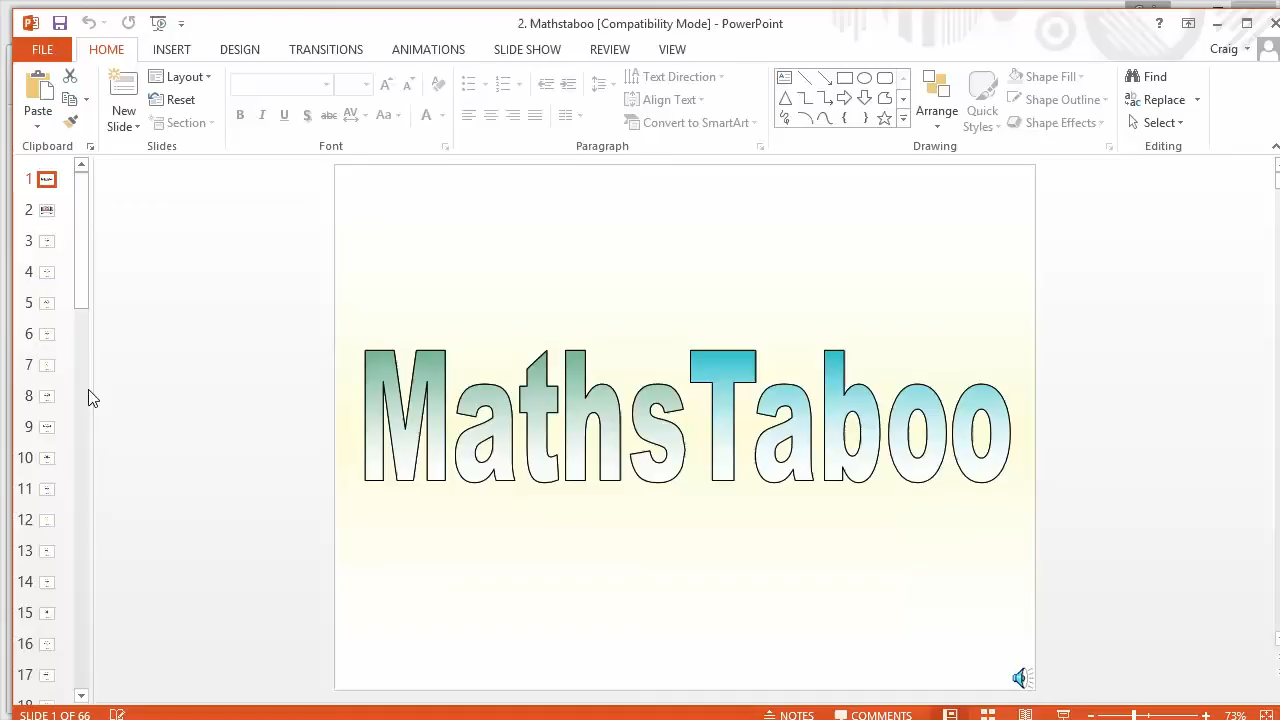 2. Mathstaboo [Compatibility Mode] - PowerPoint
?
FILE HOME INSERT DESIGN TRANSITIONS ANIMATIONS SLIDE SHOW REVIEW VIEW Craig
Paste
New Slide
Layout
Reset
Section
B I U S abc AV Aa A
Text Direction
Align Text
Convert to SmartArt
Arrange
Quick Styles
Shape Fill
Shape Outline
Shape Effects
Find
Replace
Select
Clipboard Slides Font Paragraph Drawing Editing
1
2
3
4
5
6
7
8
9
10
11
12
13
14
15
16
17
MathsTaboo
SLIDE 1 OF 66 NOTES COMMENTS 73%